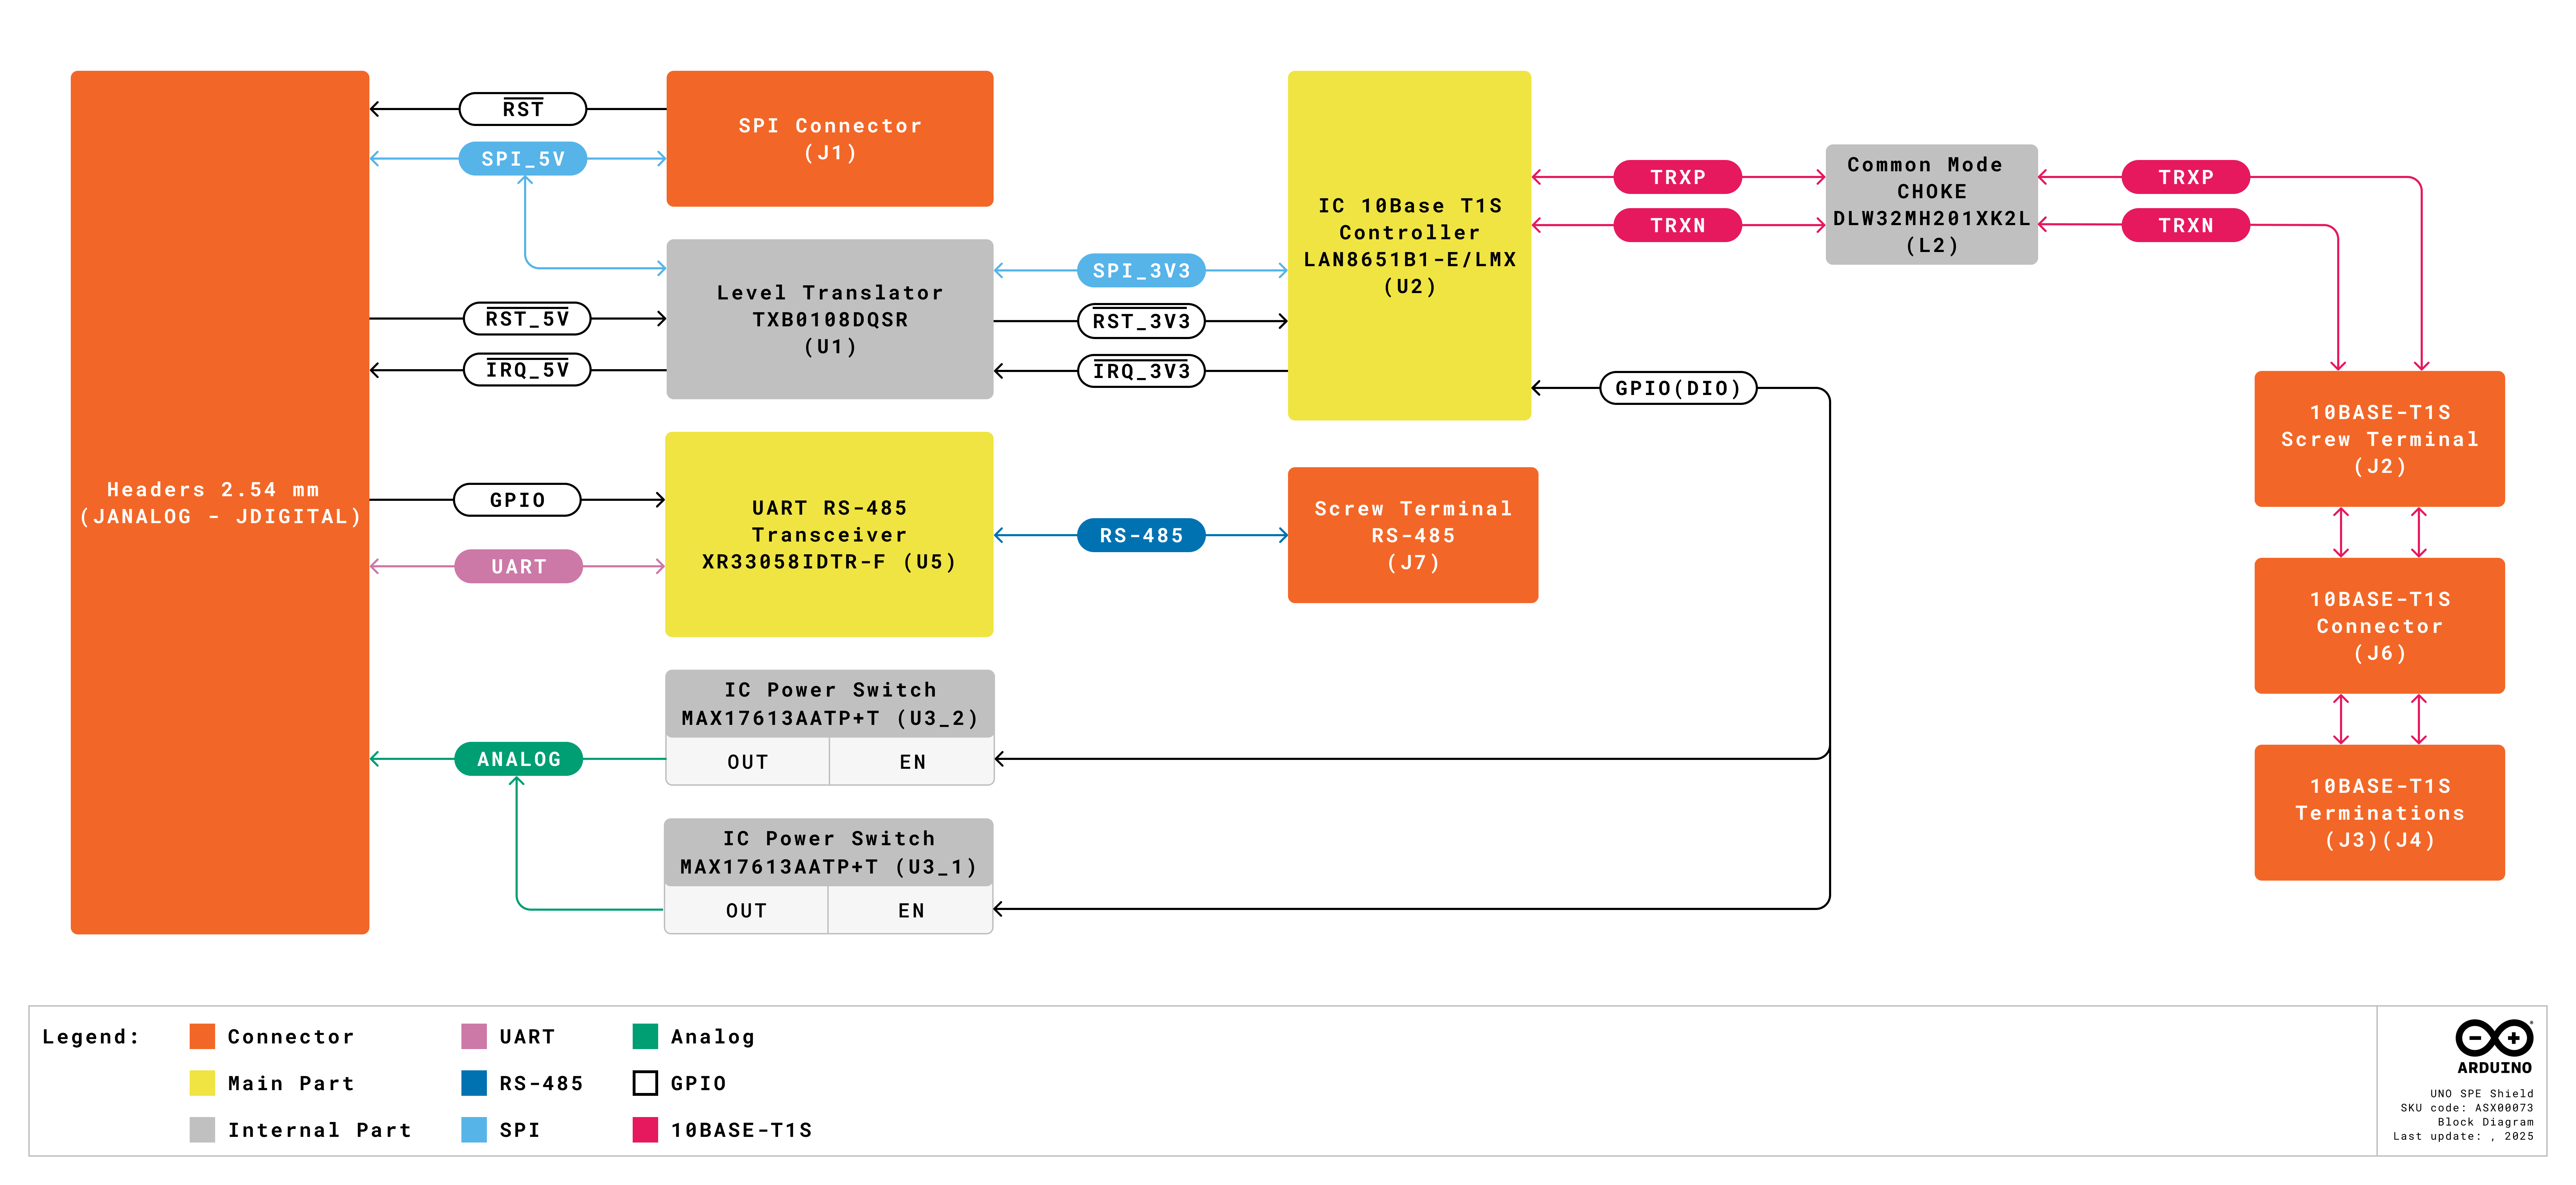 Headers 2.54 mm
(JANALOG - JDIGITAL)
RST
SPI_5V
RST_5V
IRQ_5V
GPIO
UART
ANALOG
SPI Connector
(J1)
Level Translator
TXB0108DQSR
(U1)
UART RS-485
Transceiver
XR33058IDTR-F (U5)
IC Power Switch
MAX17613AATP+T (U3_2)
OUT
EN
IC Power Switch
MAX17613AATP+T (U3_1)
OUT
EN
SPI_3V3
RST_3V3
IRQ_3V3
RS-485
IC 10Base T1S
Controller
LAN8651B1-E/LMX
(U2)
Screw Terminal
RS-485
(J7)
TRXP
TRXN
GPIO(DIO)
Common Mode
CHOKE
DLW32MH201XK2L
(L2)
TRXP
TRXN
10BASE-T1S
Screw Terminal
(J2)
10BASE-T1S
Connector
(J6)
10BASE-T1S
Terminations
(J3)(J4)
Legend:
Connector
Main Part
Internal Part
UART
RS-485
SPI
Analog
GPIO
10BASE-T1S
ARDUINO
UNO SPE Shield
SKU code: ASX00073
Block Diagram
Last update: , 2025